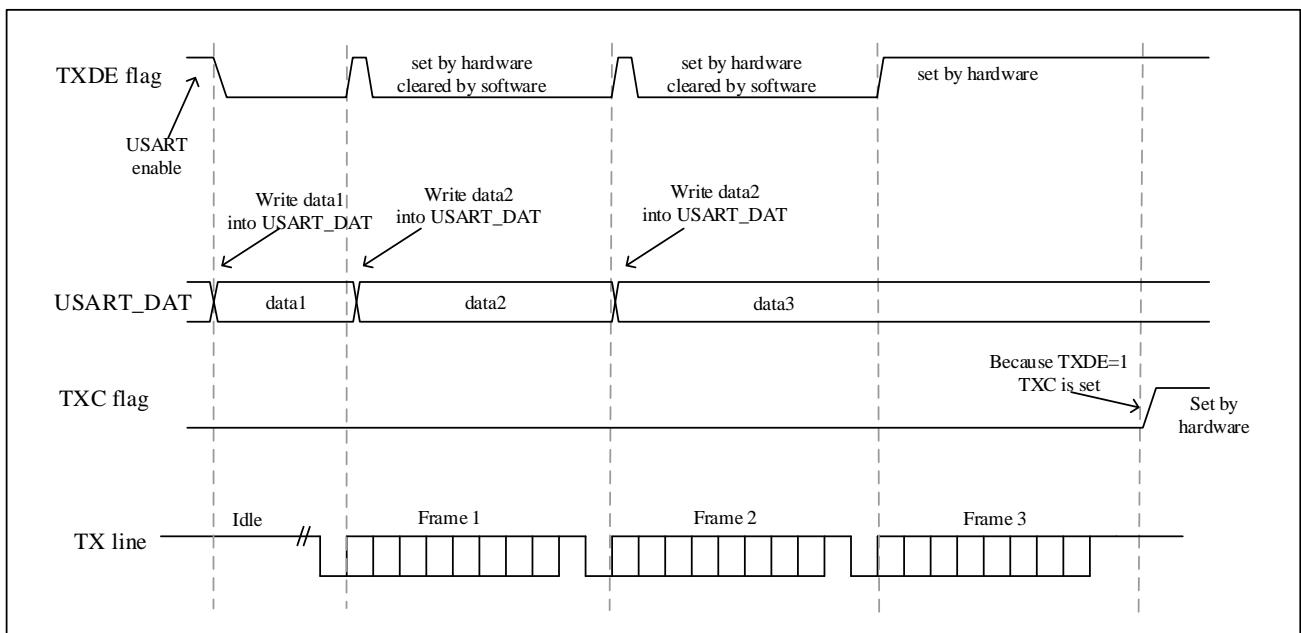 TXDE flag
set by hardware
cleared by software
set by hardware
cleared by software
set by hardware
USART
enable
Write data1
into USART_DAT
Write data2
into USART_DAT
Write data2
into USART_DAT
USART_DAT
data1
data2
data3
Because TXDE=1
TXC is set
TXC flag
Set by
hardware
Idle
Frame 1
Frame 2
Frame 3
TX line